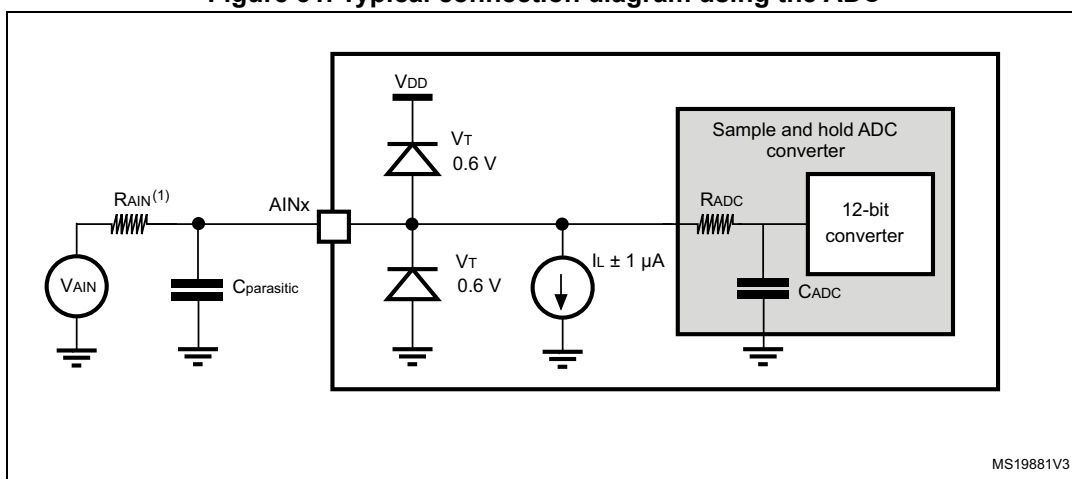 Figure 31. Typical connection diagram using the ADC
VDD
VT
0.6 V
Sample and hold ADC
converter
RAIN(1)
AINx
RADC
12-bit
converter
VAIN
Cparasitic
VT
0.6 V
IL ± 1 µA
CADC
MS19881V3